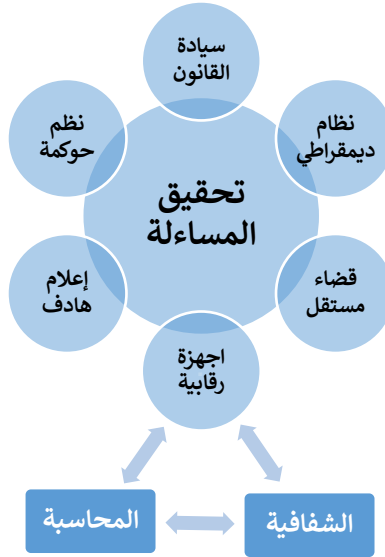 سيادة
القانون
نظام
ديمقراطي
نظم
حوكمة
تحقيق
المساءلة
قضاء
مستقل
إعلام
هادف
اجهزة
رقابية
الشفافية
المحاسبة